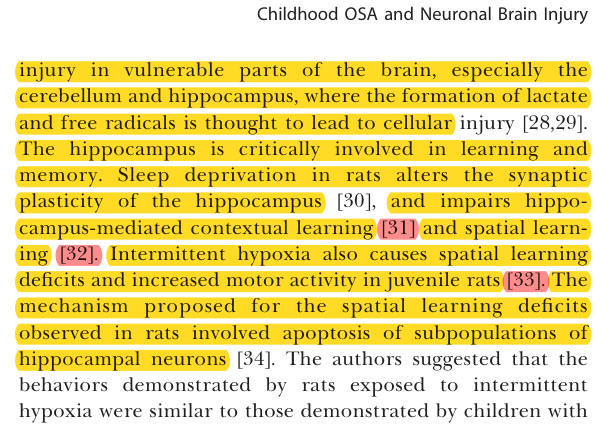 Childhood OSA and Neuronal Brain Injury
injury in vulnerable parts of the brain, especially the
cerebellum and hippocampus, where the formation of lactate
and free radicals is thought to lead to cellular injury [28,29].
The hippocampus is critically involved in learning and
memory. Sleep deprivation in rats alters the synaptic
plasticity of the hippocampus [30], and impairs hippo-
campus-mediated contextual learning [31] and spatial learn-
ing [32]. Intermittent hypoxia also causes spatial learning
deficits and increased motor activity in juvenile rats [33]. The
mechanism proposed for the spatial learning deficits
observed in rats involved apoptosis of subpopulations of
hippocampal neurons [34]. The authors suggested that the
behaviors demonstrated by rats exposed to intermittent
hypoxia were similar to those demonstrated by children with